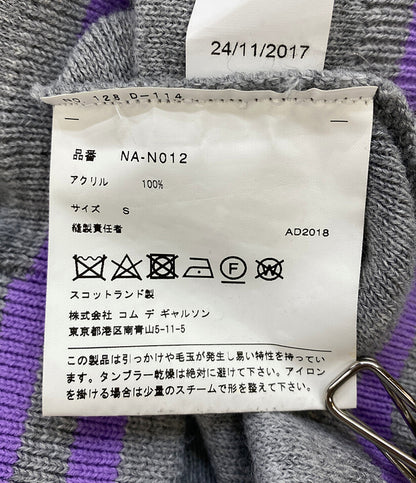 24/11/2017
NO. 128 D-114
品番 NA-N012
アクリル 100%
サイズ S
縫製責任者 AD2018
スコットランド製
株式会社 コム デ ギャルソン
東京都港区南青山5-11-5
この製品は引っかけや毛玉が発生し易い特性を持ってい
ます。タンブラー乾燥は絶対に避けて下さい。アイロン
を掛ける場合は少量のスチームで形を整えて下さい。